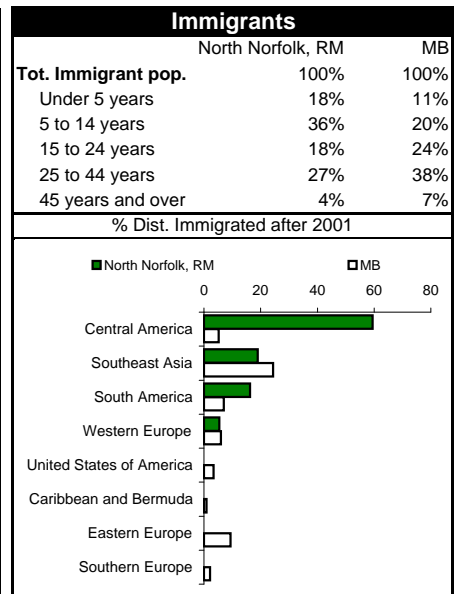 Immigrants
North Norfolk, RM MB
Tot. Immigrant pop. 100% 100%
Under 5 years 18% 11%
5 to 14 years 36% 20%
15 to 24 years 18% 24%
25 to 44 years 27% 38%
45 years and over 4% 7%
% Dist. Immigrated after 2001
North Norfolk, RM MB
0 20 40 60 80
Central America
Southeast Asia
South America
Western Europe
United States of America
Caribbean and Bermuda
Eastern Europe
Southern Europe